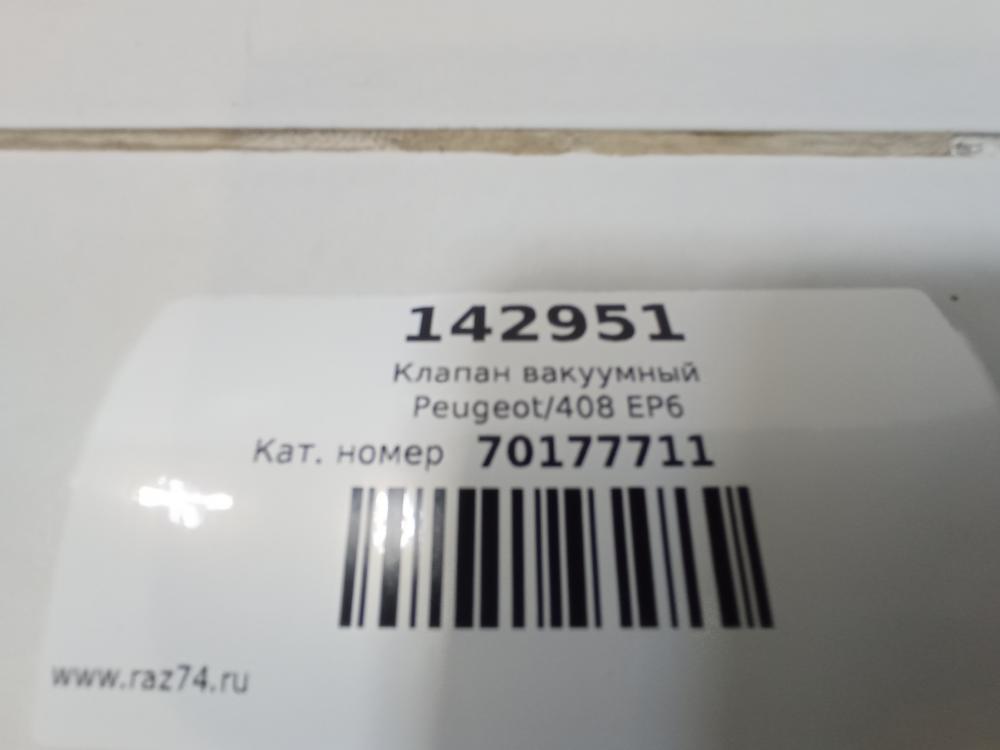 142951
Клапан вакуумный
Peugeot/408 EP6
Кат. номер 70177711
www.raz74.ru